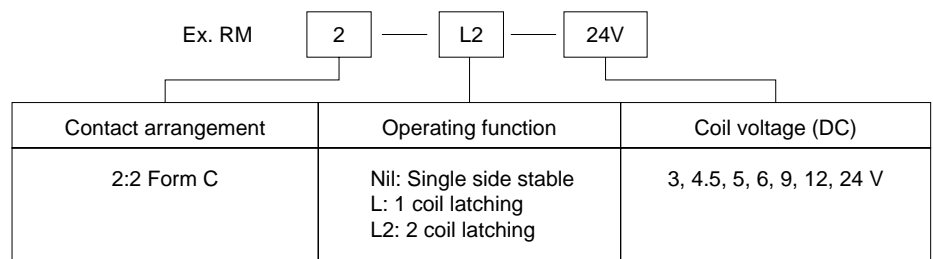 Ex. RM 2 — L2 — 24V
Contact arrangement Operating function Coil voltage (DC)
2:2 Form C Nil: Single side stable 3, 4.5, 5, 6, 9, 12, 24 V
L: 1 coil latching
L2: 2 coil latching